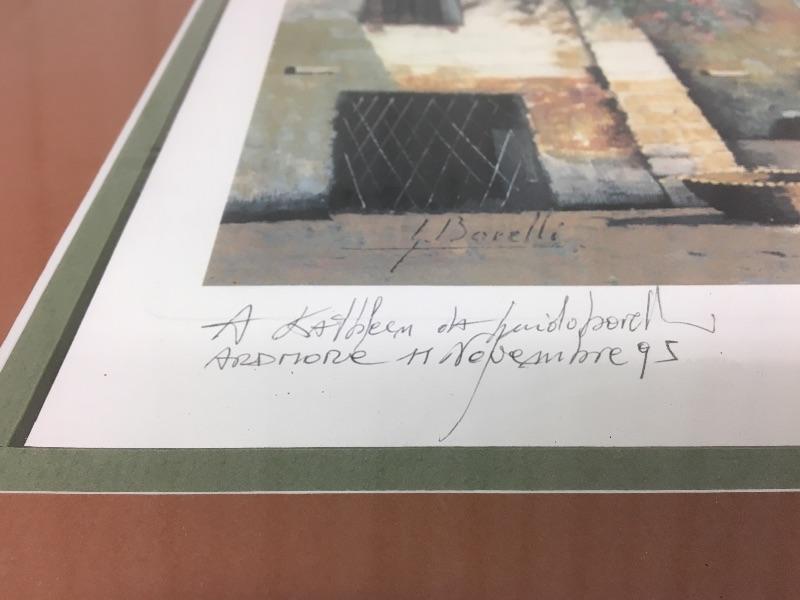 G. Borelli
A Kathleen da Guido Borelli
ARDMORE 11 Novembre 95